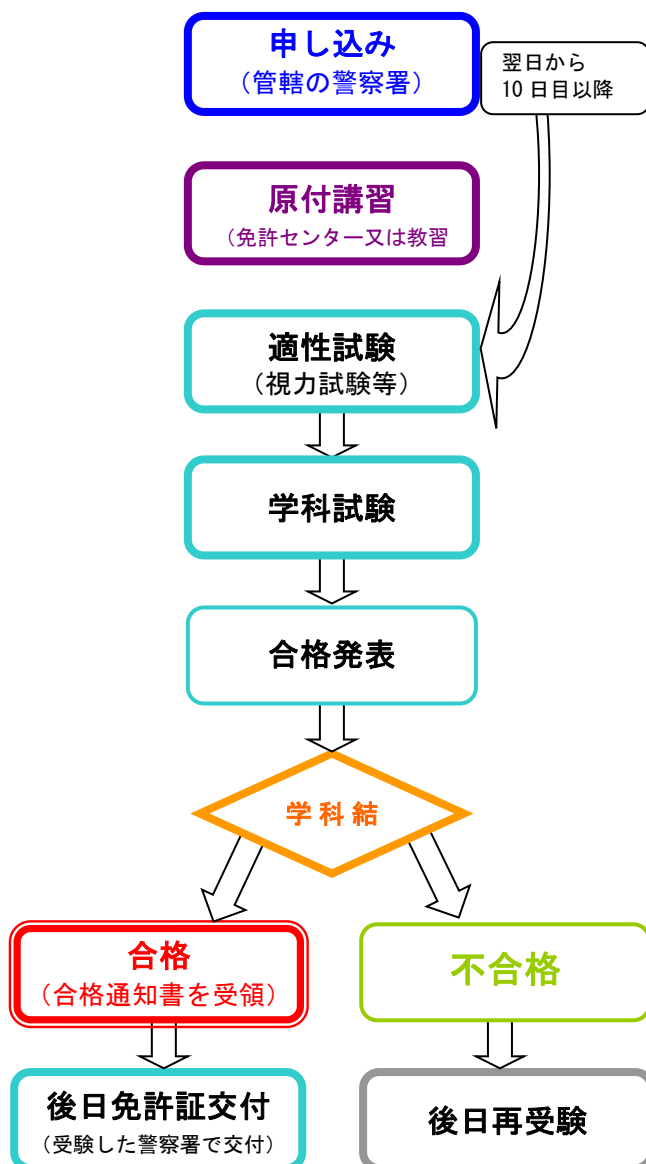 申し込み
（管轄の警察署）
翌日から
10日目以降
原付講習
（免許センター又は教習
適性試験
（視力試験等）
学科試験
合格発表
学科結
合格
（合格通知書を受領）
不合格
後日免許証交付
（受験した警察署で交付）
後日再受験